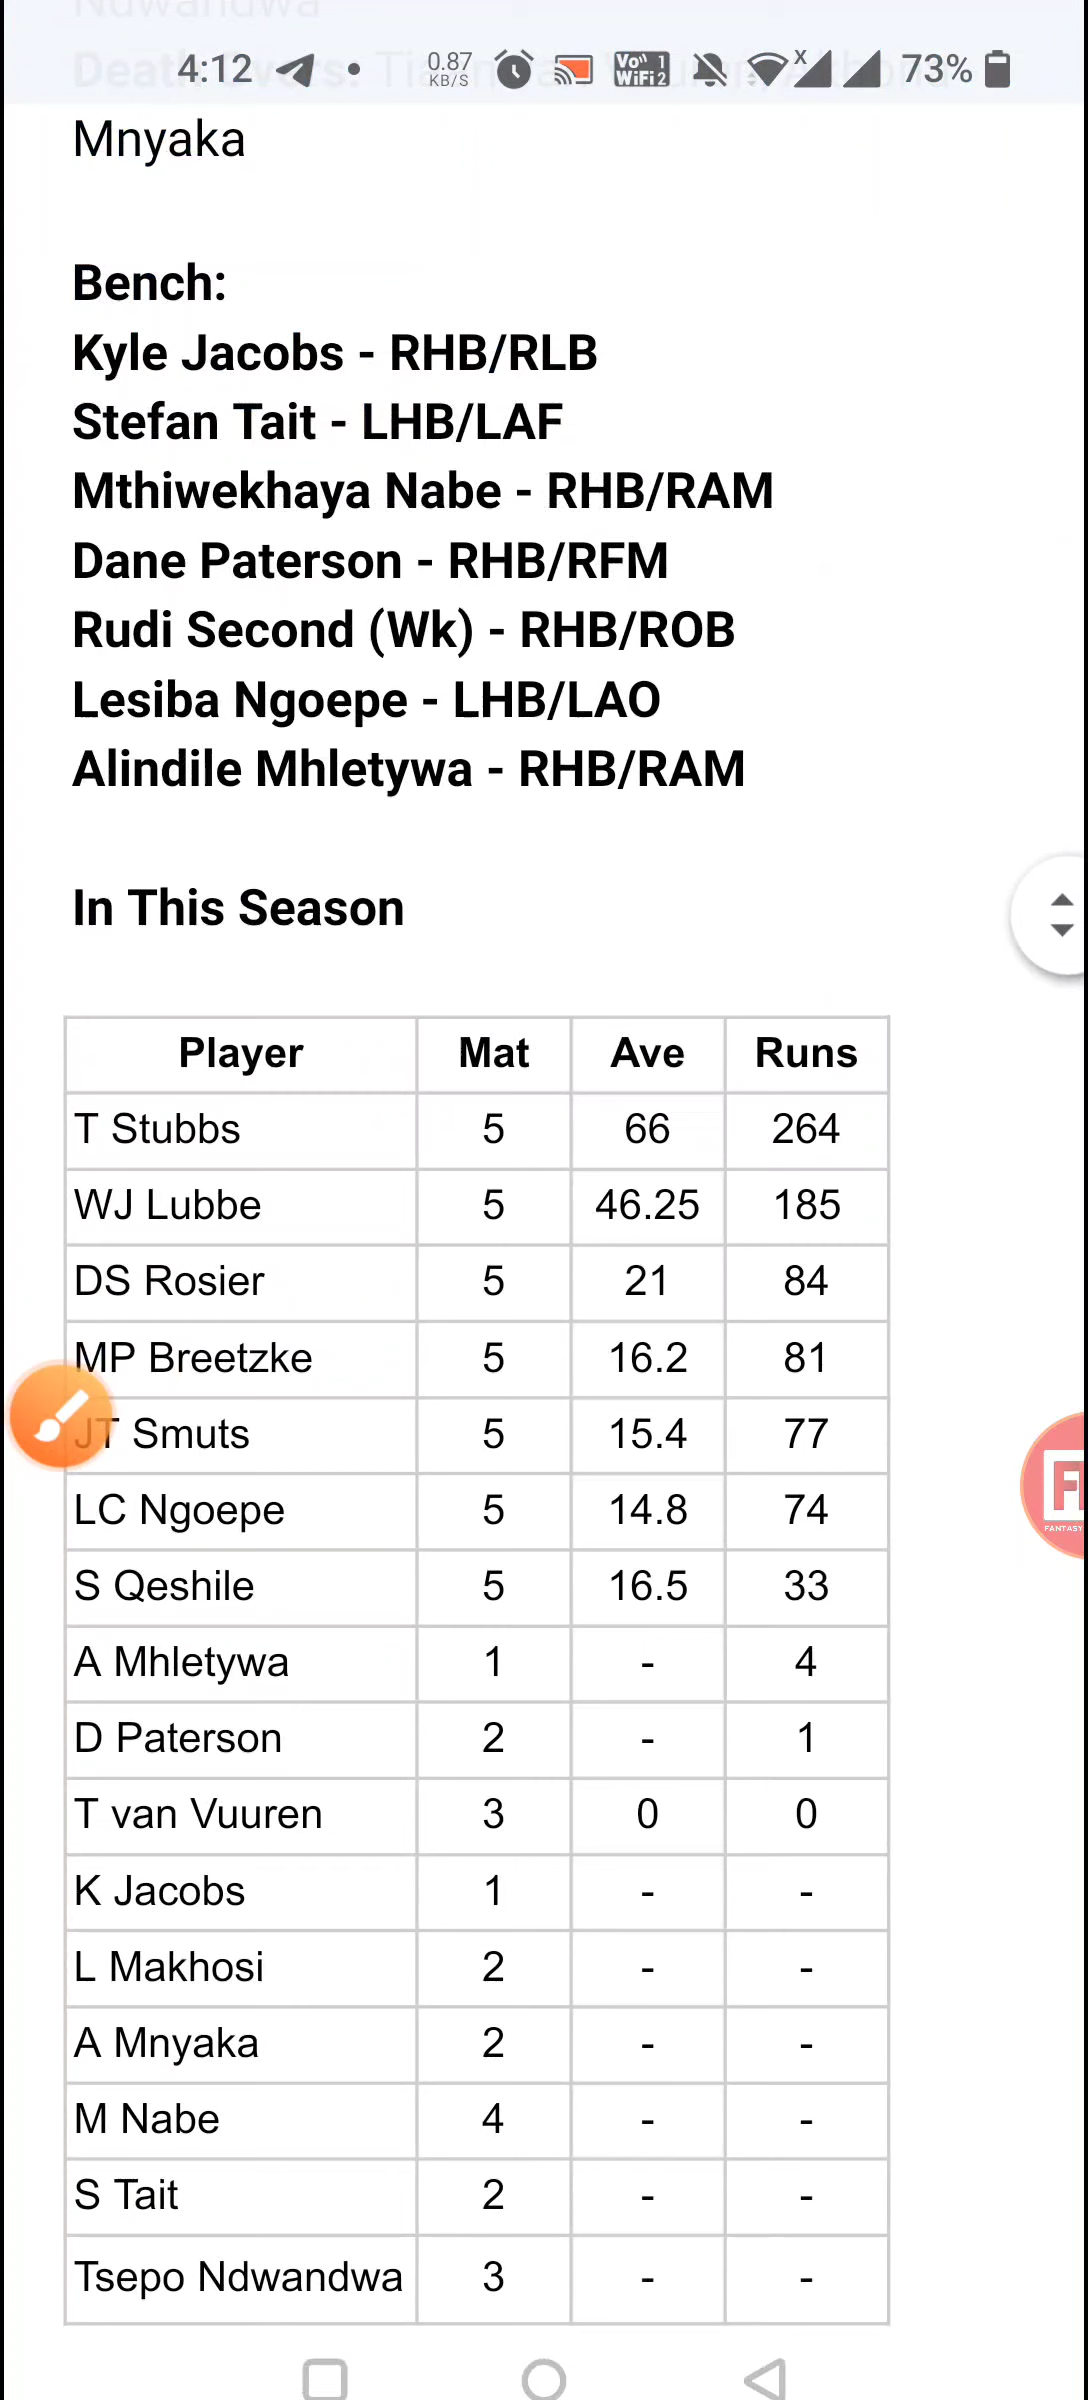 4:12 0.87 KB/S Vo)) 1 WiFi 2 X 73%
Mnyaka
Bench:
Kyle Jacobs - RHB/RLB
Stefan Tait - LHB/LAF
Mthiwekhaya Nabe - RHB/RAM
Dane Paterson - RHB/RFM
Rudi Second (Wk) - RHB/ROB
Lesiba Ngoepe - LHB/LAO
Alindile Mhletywa - RHB/RAM
In This Season
Player Mat Ave Runs
T Stubbs 5 66 264
WJ Lubbe 5 46.25 185
DS Rosier 5 21 84
MP Breetzke 5 16.2 81
JT Smuts 5 15.4 77
LC Ngoepe 5 14.8 74
S Qeshile 5 16.5 33
A Mhletywa 1 - 4
D Paterson 2 - 1
T van Vuuren 3 0 0
K Jacobs 1 - -
L Makhosi 2 - -
A Mnyaka 2 - -
M Nabe 4 - -
S Tait 2 - -
Tsepo Ndwandwa 3 - -
FANTASY